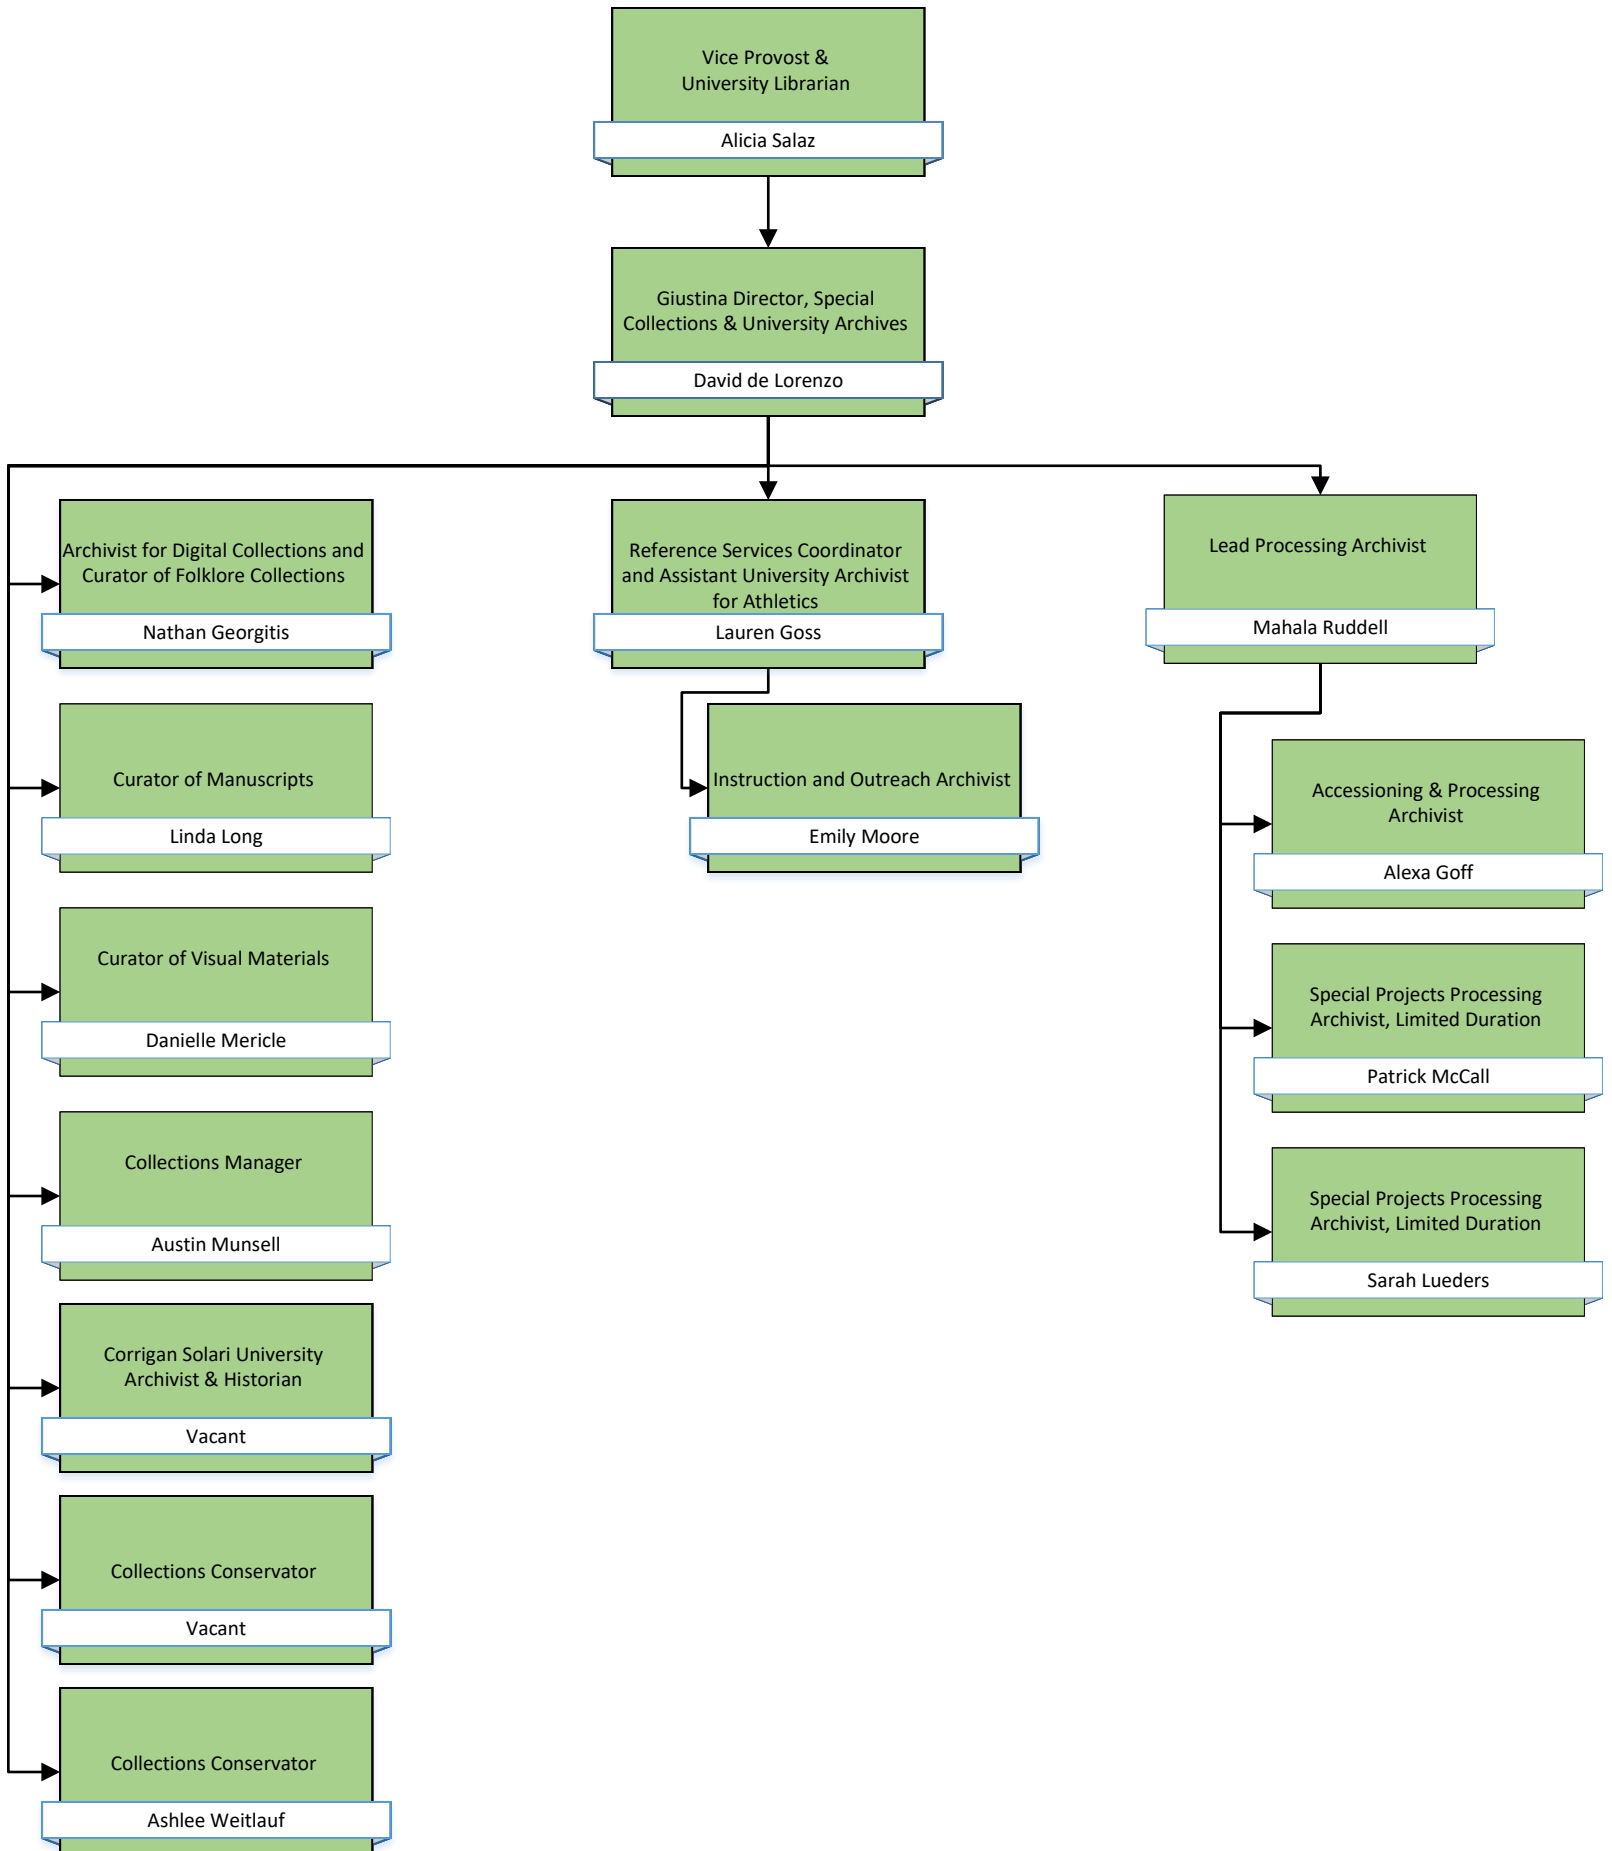 Vice Provost &
University Librarian
Alicia Salaz
Giustina Director, Special
Collections & University Archives
David de Lorenzo
Archivist for Digital Collections and
Curator of Folklore Collections
Nathan Georgitis
Curator of Manuscripts
Linda Long
Curator of Visual Materials
Danielle Mericle
Collections Manager
Austin Munsell
Corrigan Solari University
Archivist & Historian
Vacant
Collections Conservator
Vacant
Collections Conservator
Ashlee Weitlauf
Reference Services Coordinator
and Assistant University Archivist
for Athletics
Lauren Goss
Instruction and Outreach Archivist
Emily Moore
Lead Processing Archivist
Mahala Ruddell
Accessioning & Processing
Archivist
Alexa Goff
Special Projects Processing
Archivist, Limited Duration
Patrick McCall
Special Projects Processing
Archivist, Limited Duration
Sarah Lueders